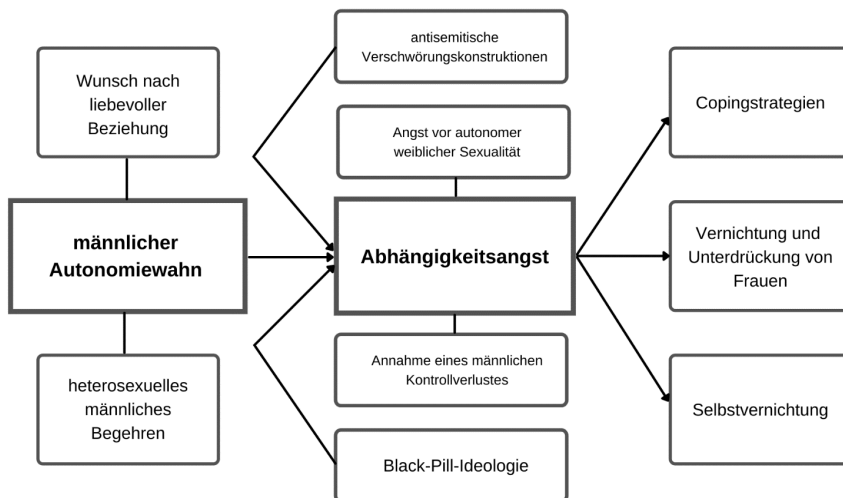 Wunsch nach
liebevoller
Beziehung
männlicher
Autonomiewahn
heterosexuelles
männliches
Begehren
antisemitische
Verschwörungskonstruktionen
Angst vor autonomer
weiblicher Sexualität
Abhängigkeitsangst
Annahme eines männlichen
Kontrollverlustes
Black-Pill-Ideologie
Copingstrategien
Vernichtung und
Unterdrückung von
Frauen
Selbstvernichtung